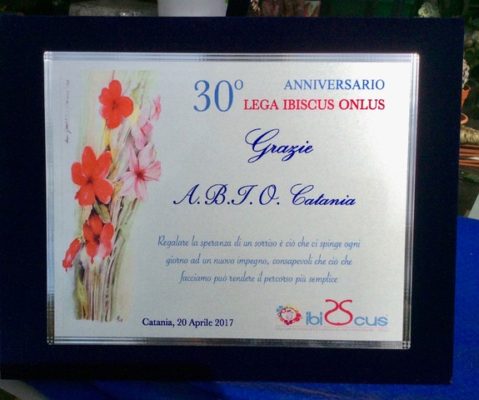 30° ANNIVERSARIO
LEGA IBISCUS ONLUS
Grazie
A.B.I.O. Catania
Regalare la speranza di un sorriso è ciò che ci spinge ogni
giorno ad un nuovo impegno, consapevoli che ciò che
facciamo può rendere il percorso più semplice
Catania, 20 Aprile 2017
ibiScus